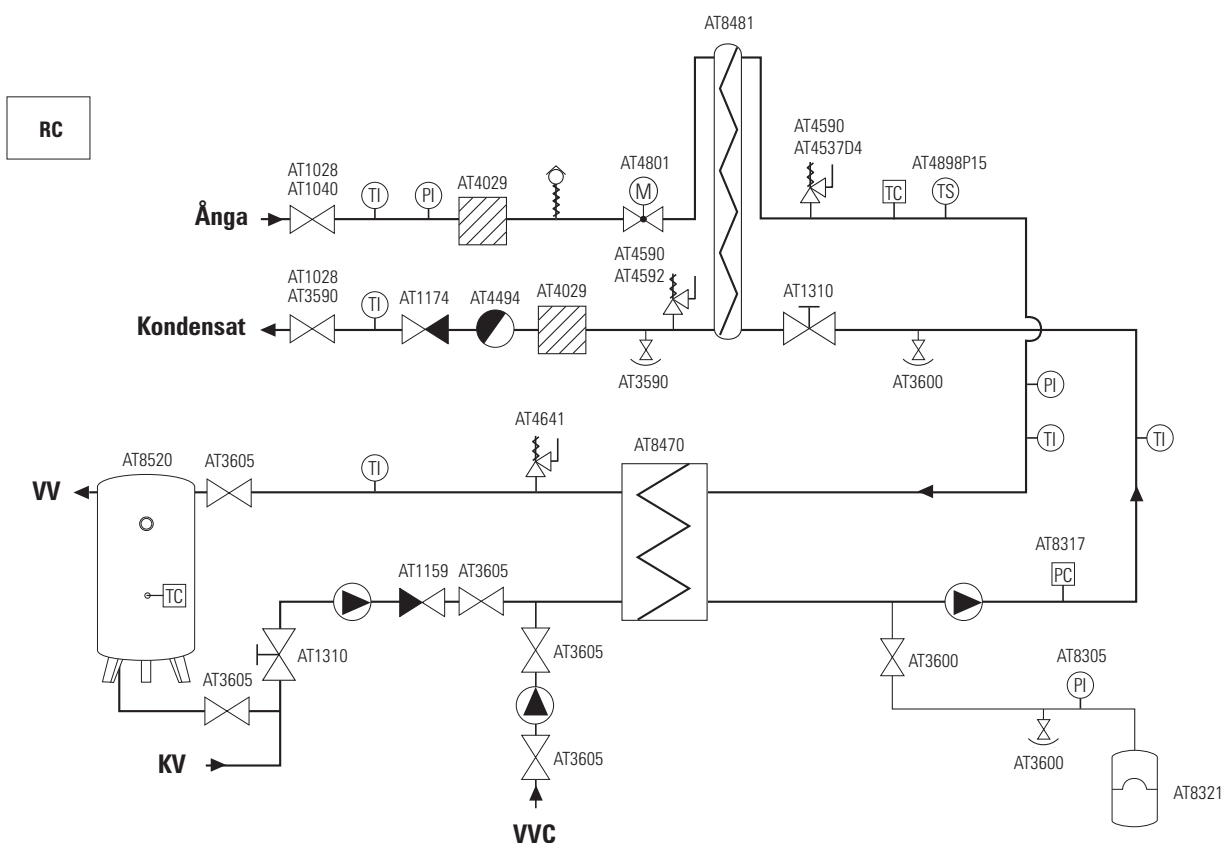 AT8481
RC
AT4590
AT4537D4
AT4898P15
AT1028
AT1040
TI
PI
AT4029
AT4801
M
TC
TS
Ånga
AT4590
AT4592
AT1028
AT3590
TI
AT1174
AT4494
AT4029
AT1310
Kondensat
AT3590
AT3600
PI
AT4641
AT8470
TI
TI
AT8520
AT3605
TI
VV
AT8317
PC
AT1159
AT3605
TC
AT1310
AT3605
AT3600
AT8305
PI
AT3605
KV
AT3605
AT3600
AT8321
VVC